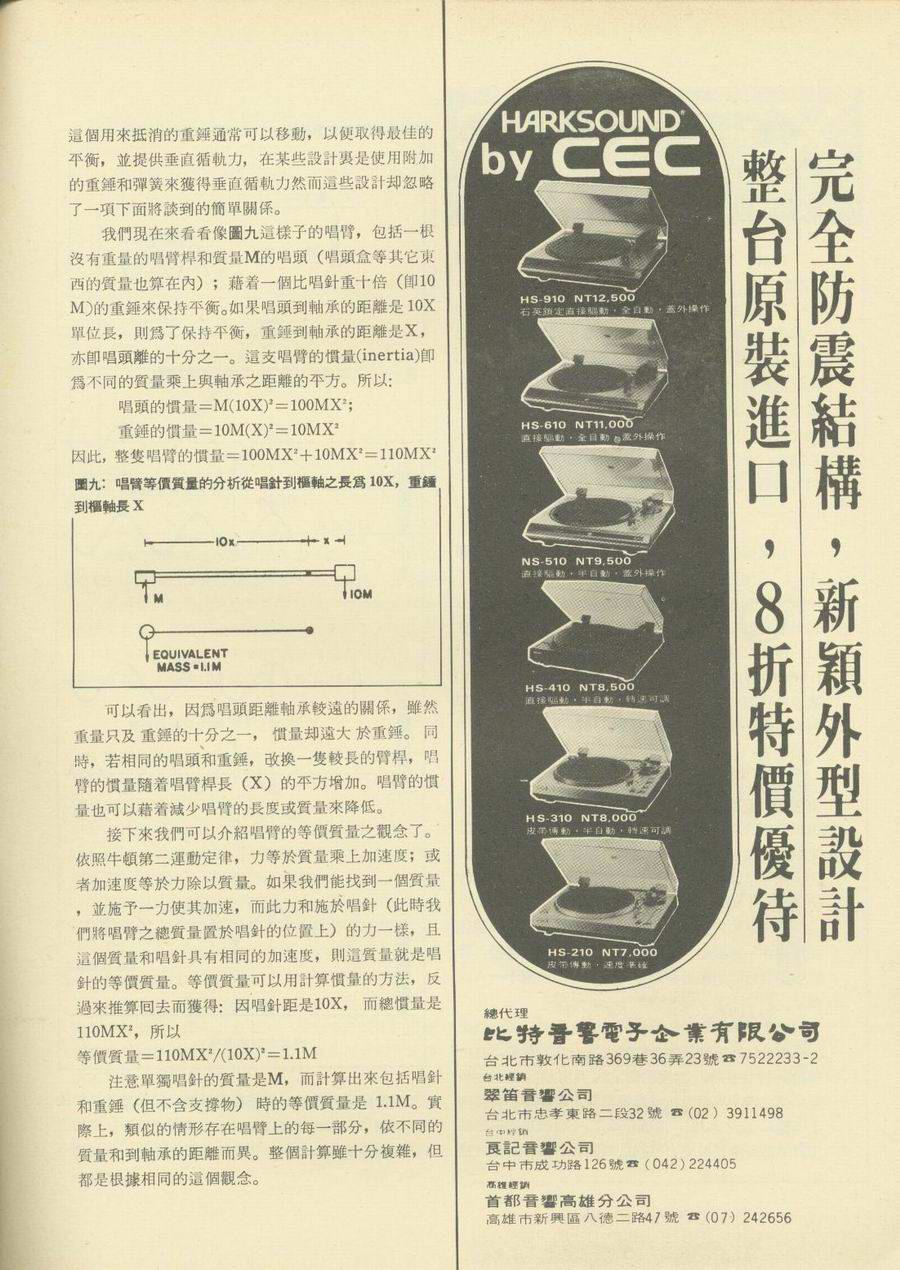 這個用來抵消的重錘通常可以移動，以便取得最佳的
平衡，並提供垂直循軌力，在某些設計裏是使用附加
的重錘和彈簧來獲得垂直循軌力然而這些設計却忽略
了一項下面將談到的簡單關係。
我們現在來看看像圖九這樣子的唱臂，包括一根
沒有重量的唱臂桿和質量M的唱頭（唱頭盒等其它東
西的質量也算在內）；藉着一個比唱針重十倍（卽10
M)的重錘來保持平衡。如果唱頭到軸承的距離是10X
單位長，則爲了保持平衡，重錘到軸承的距離是X，
亦卽唱頭離的十分之一。這支唱臂的慣量(inertia)卽
爲不同的質量乘上與軸承之距離的平方。所以:
唱頭的慣量=M(10X)²=100MX²；
重錘的慣量=10M(X)²=10MX²
因此，整隻唱臂的慣量=100MX²+10MX²=110MX²
圖九：唱臂等價質量的分析從唱針到樞軸之長爲10X，重錘
到樞軸長X
10x x
M 10M
EQUIVALENT
MASS=1.1M
可以看出，因爲唱頭距離軸承較遠的關係，雖然
重量只及 重錘的十分之一， 慣量却遠大 於重錘。 同
時，若相同的唱頭和重錘，改換一隻較長的臂桿，唱
臂的慣量隨着唱臂桿長（X）的平方增加。唱臂的慣
量也可以藉着減少唱臂的長度或質量來降低。
接下來我們可以介紹唱臂的等價質量之觀念了。
依照牛頓第二運動定律，力等於質量乘上加速度；或
者加速度等於力除以質量。如果我們能找到一個質量
，並施予一力使其加速，而此力和施於唱針（此時我
們將唱臂之總質量置於唱針的位置上）的力一樣，且
這個質量和唱針具有相同的加速度，則這質量就是唱
針的等價質量。等價質量可以用計算慣量的方法，反
過來推算囘去而獲得：因唱針距是10X， 而總慣量是
110MX²，所以
等價質量=110MX²/(10X)²=1.1M
注意單獨唱針的質量是M，而計算出來包括唱針
和重錘（但不含支撐物） 時的等價質量是 1.1M。實
際上，類似的情形存在唱臂上的每一部分，依不同的
質量和到軸承的距離而異。整個計算雖十分複雜，但
都是根據相同的這個觀念。
HARKSOUND®
by CEC
HS-910 NT12,500
石英鎖定直接驅動・全自動・蓋外操作
HS-610 NT11,000
直接驅動・全自動・蓋外操作
NS-510 NT9,500
直接驅動・半自動・蓋外操作
HS-410 NT8,500
直接驅動・半自動・轉速可調
HS-310 NT8,000
皮帶傳動・半自動・轉速可調
HS-210 NT7,000
皮帶傳動・速度準確
完全防震結構，新穎外型設計
整台原裝進口，8折特價優待
總代理
比特音響電子企業有限公司
台北市敦化南路369巷36弄23號☎7522233-2
台北經銷
翠笛音響公司
台北市忠孝東路二段32號 ☎(02) 3911498
台中經銷
良記音響公司
台中市成功路126號☎(042)224405
高雄經銷
首都音響高雄分公司
高雄市新興區八德二路47號 ☎(07) 242656